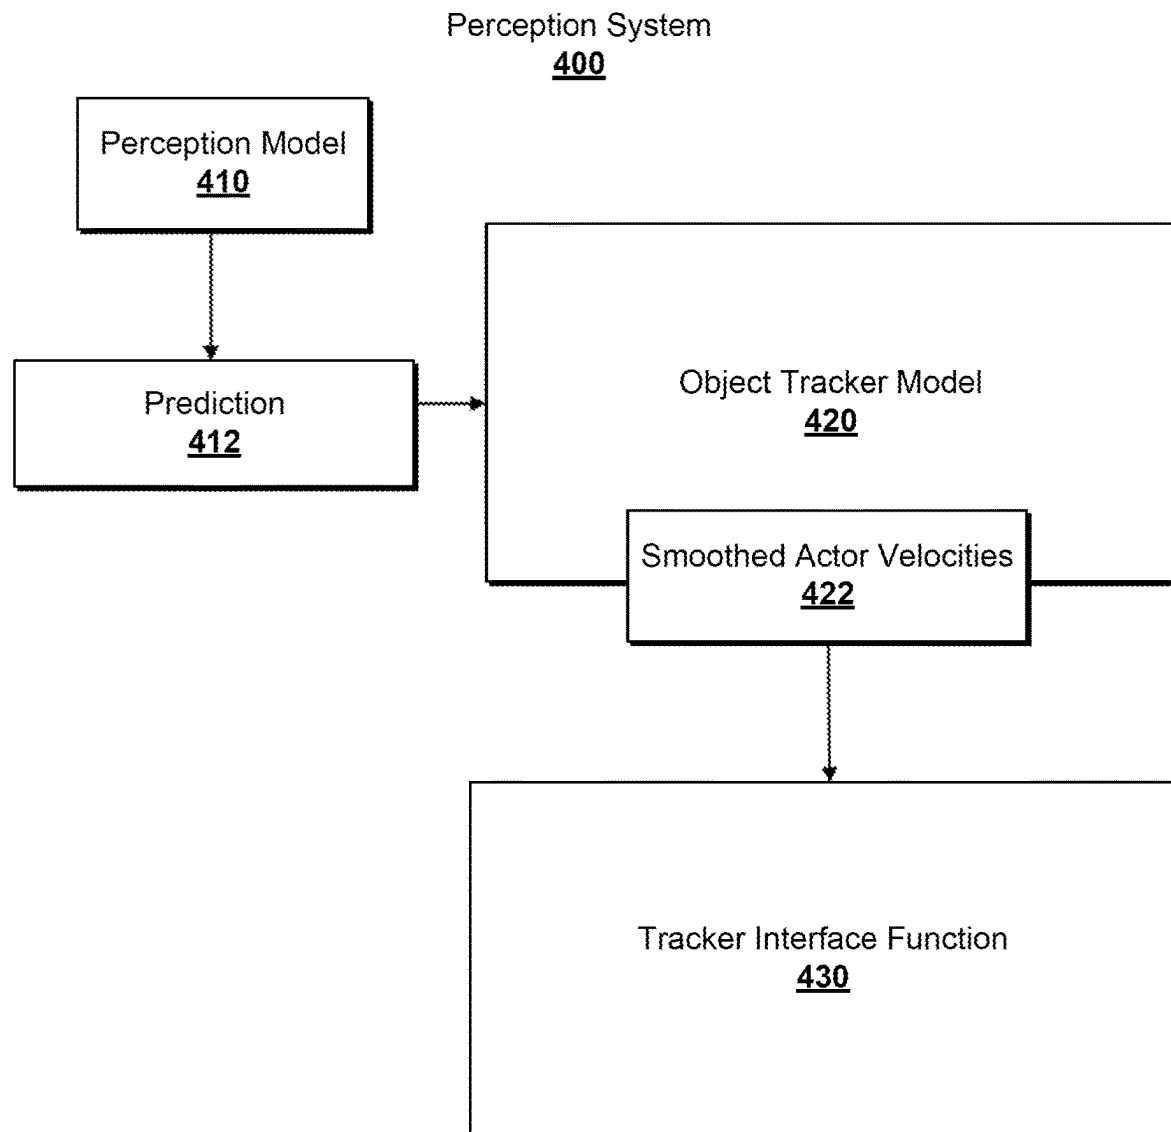 Perception System
400
Perception Model
410
Prediction
412
Object Tracker Model
420
Smoothed Actor Velocities
422
Tracker Interface Function
430